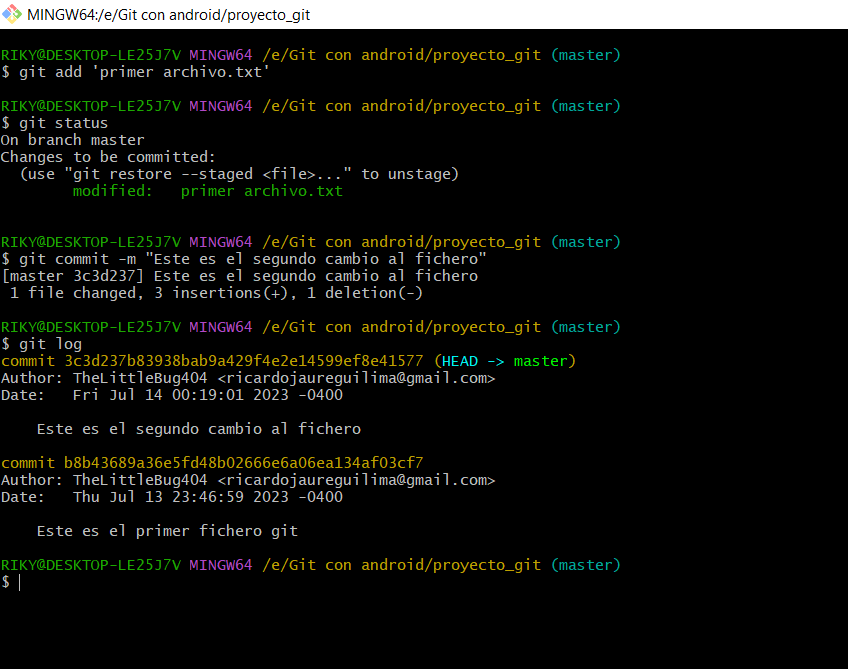 MINGW64:/e/Git con android/proyecto_git
RIKY@DESKTOP-LE25J7V MINGW64 /e/Git con android/proyecto_git (master)
$ git add 'primer archivo.txt'
RIKY@DESKTOP-LE25J7V MINGW64 /e/Git con android/proyecto_git (master)
$ git status
On branch master
Changes to be committed:
  (use "git restore --staged <file>..." to unstage)
        modified:   primer archivo.txt
RIKY@DESKTOP-LE25J7V MINGW64 /e/Git con android/proyecto_git (master)
$ git commit -m "Este es el segundo cambio al fichero"
[master 3c3d237] Este es el segundo cambio al fichero
 1 file changed, 3 insertions(+), 1 deletion(-)
RIKY@DESKTOP-LE25J7V MINGW64 /e/Git con android/proyecto_git (master)
$ git log
commit 3c3d237b83938bab9a429f4e2e14599ef8e41577 (HEAD -> master)
Author: TheLittleBug404 <ricardojaureguilima@gmail.com>
Date:   Fri Jul 14 00:19:01 2023 -0400
    Este es el segundo cambio al fichero
commit b8b43689a36e5fd48b02666e6a06ea134af03cf7
Author: TheLittleBug404 <ricardojaureguilima@gmail.com>
Date:   Thu Jul 13 23:46:59 2023 -0400
    Este es el primer fichero git
RIKY@DESKTOP-LE25J7V MINGW64 /e/Git con android/proyecto_git (master)
$